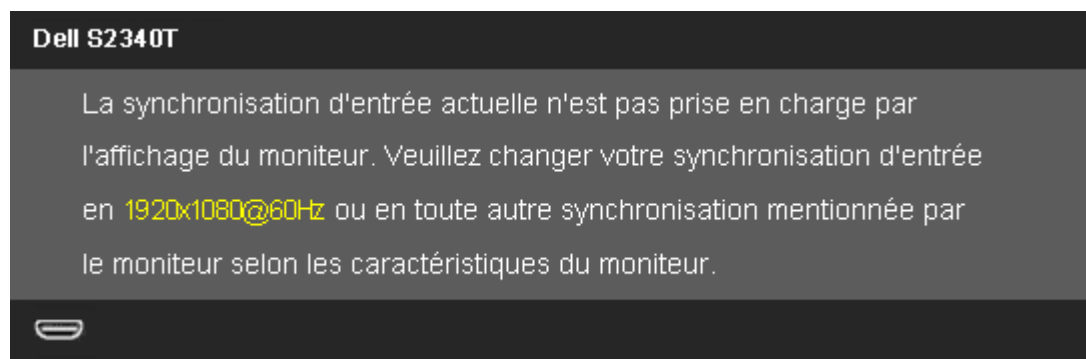 Dell S2340T
La synchronisation d'entrée actuelle n'est pas prise en charge par
l'affichage du moniteur. Veuillez changer votre synchronisation d'entrée
en 1920x1080@60Hz ou en toute autre synchronisation mentionnée par
le moniteur selon les caractéristiques du moniteur.